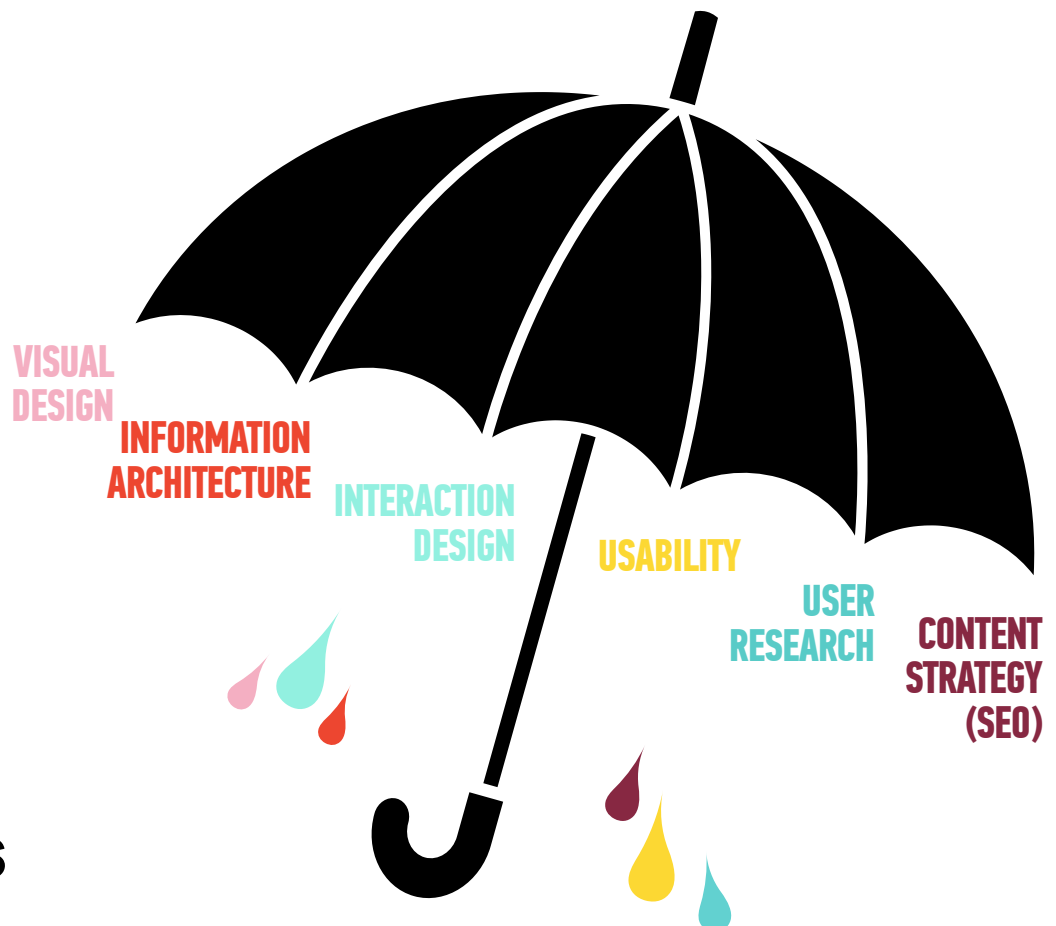 VISUAL
DESIGN
INFORMATION
ARCHITECTURE
INTERACTION
DESIGN
USABILITY
USER
RESEARCH
CONTENT
STRATEGY
(SEO)